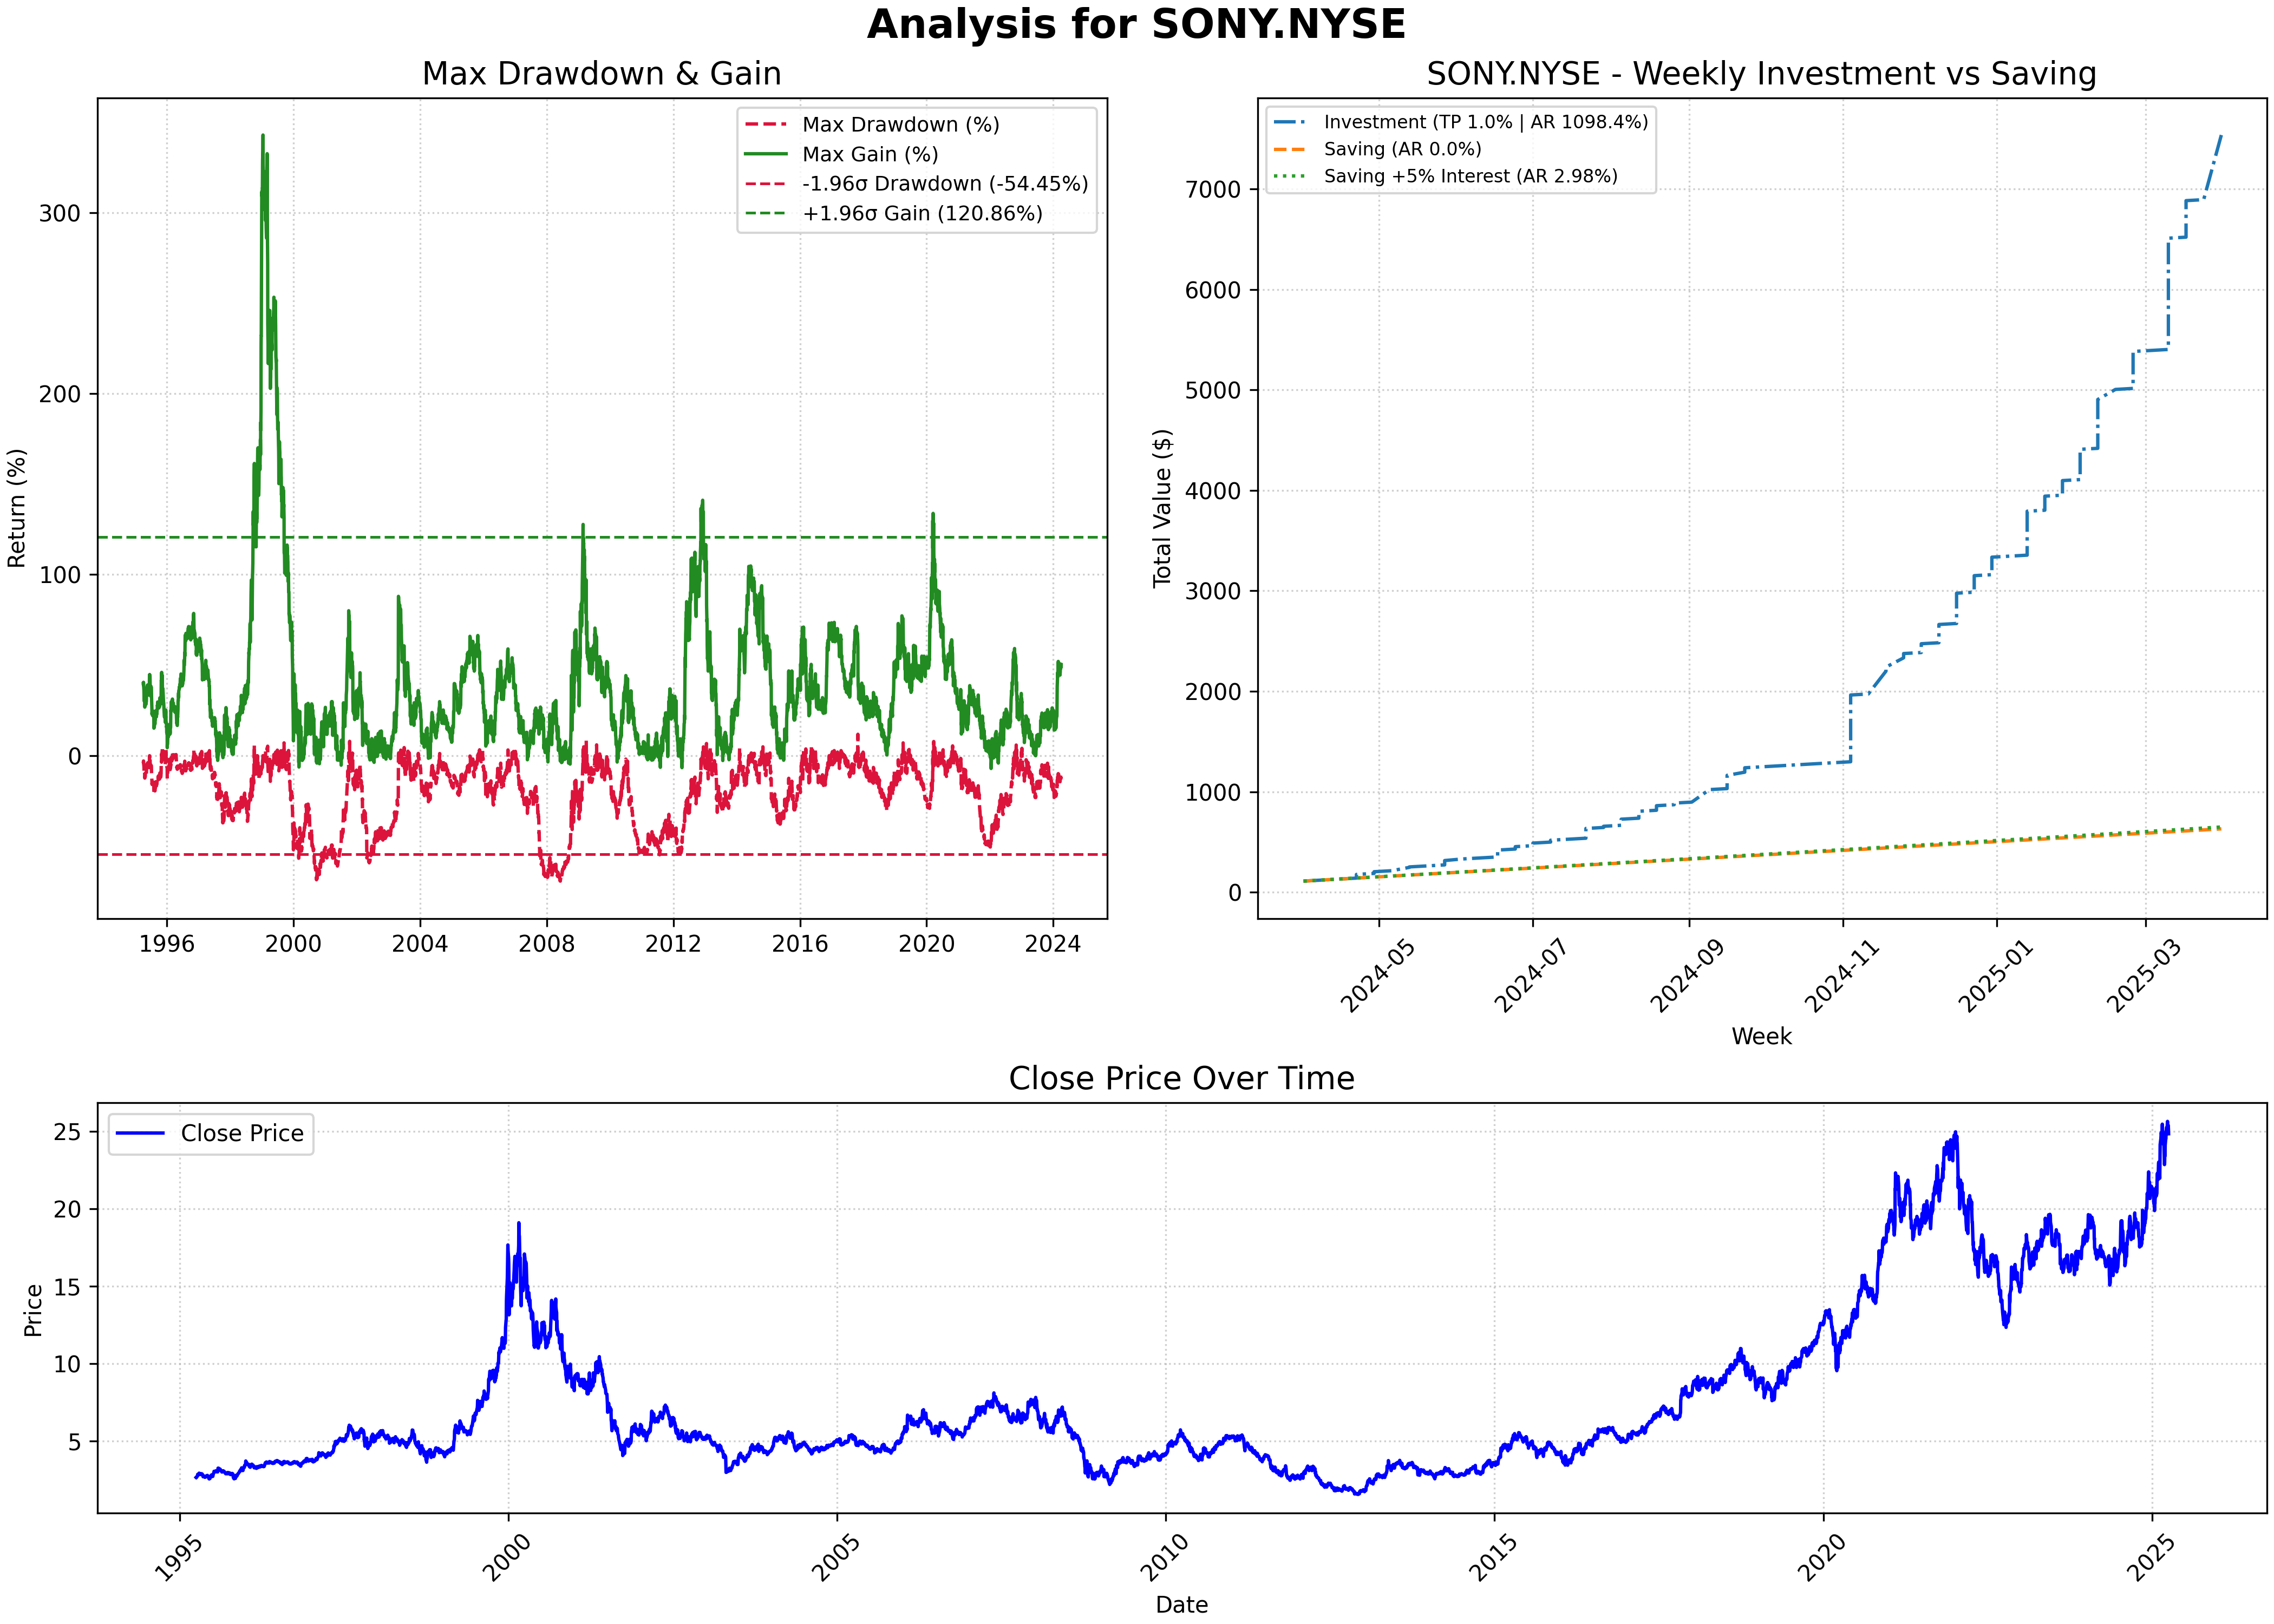 Analysis for SONY.NYSE
Max Drawdown & Gain
Return (%)
300
200
100
0
1996 2000 2004 2008 2012 2016 2020 2024
Max Drawdown (%)
Max Gain (%)
-1.96σ Drawdown (-54.45%)
+1.96σ Gain (120.86%)
SONY.NYSE - Weekly Investment vs Saving
Total Value ($)
7000
6000
5000
4000
3000
2000
1000
0
2024-05 2024-07 2024-09 2024-11 2025-01 2025-03
Week
Investment (TP 1.0% | AR 1098.4%)
Saving (AR 0.0%)
Saving +5% Interest (AR 2.98%)
Close Price Over Time
Price
25
20
15
10
5
1995 2000 2005 2010 2015 2020 2025
Date
Close Price